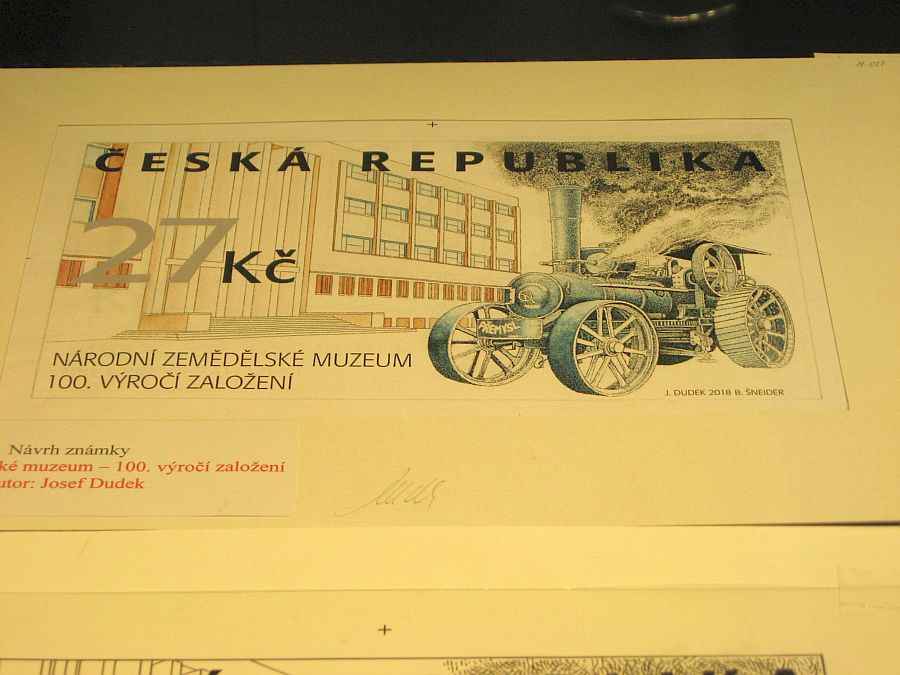 ČESKÁ REPUBLIKA
27 Kč
PŘEMYSL
NÁRODNÍ ZEMĚDĚLSKÉ MUZEUM
100. VÝROČÍ ZALOŽENÍ
J. DUDEK 2018 B. ŠNEIDER
Návrh známky
ké muzeum – 100. výročí založení
utor: Josef Dudek